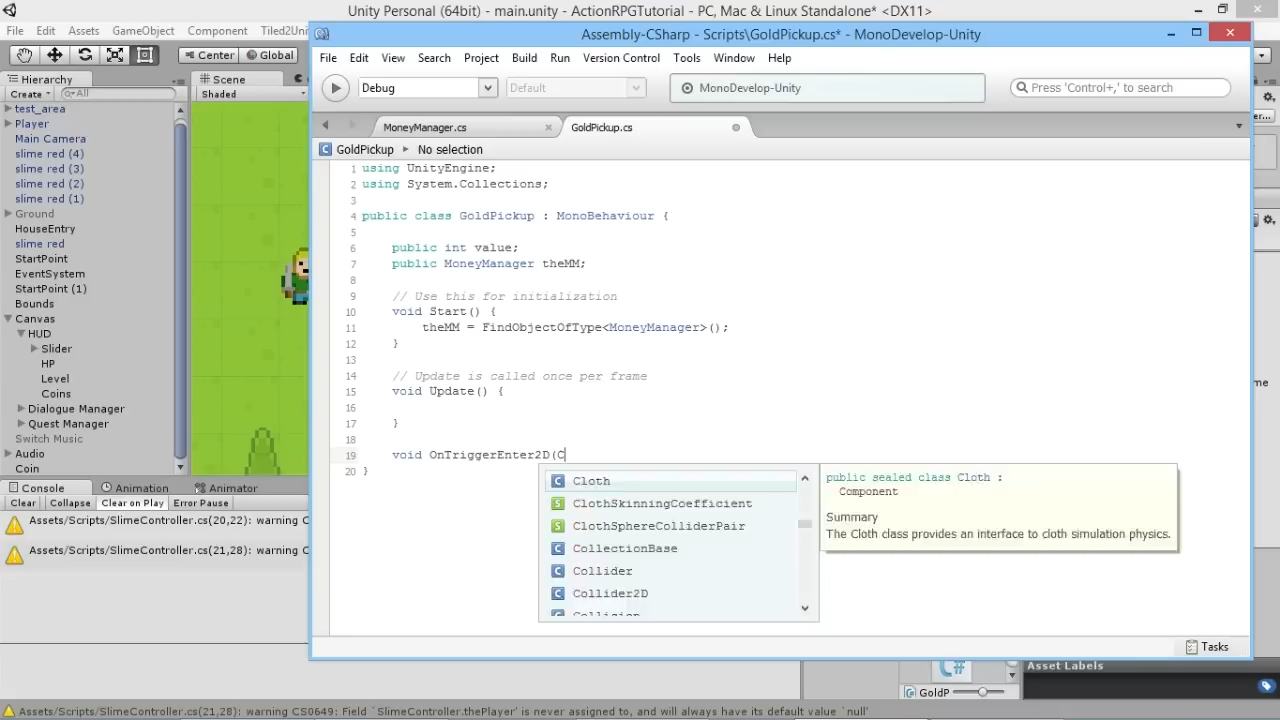 Unity Personal (64bit) - main.unity - ActionRPGTutorial - PC, Mac & Linux Standalone* <DX11>
File Edit Assets GameObject Component Tiled2Uni
Center Global
Hierarchy
Scene
Create All
Shaded
test_area
Player
Main Camera
slime red (4)
slime red (3)
slime red (2)
slime red (1)
Ground
HouseEntry
slime red
StartPoint
EventSystem
StartPoint (1)
Bounds
Canvas
HUD
Slider
HP
Level
Coins
Dialogue Manager
Quest Manager
Switch Music
Audio
Coin
Console Animation Animator
Clear Collapse Clear on Play Error Pause
Assets/Scripts/SlimeController.cs(20,22): warning C
Assets/Scripts/SlimeController.cs(21,28): warning C
Assembly-CSharp - Scripts\GoldPickup.cs* - MonoDevelop-Unity
File Edit View Search Project Build Run Version Control Tools Window Help
Debug Default MonoDevelop-Unity Press 'Control+,' to search
MoneyManager.cs GoldPickup.cs
GoldPickup No selection
1 using UnityEngine;
2 using System.Collections;
3
4 public class GoldPickup : MonoBehaviour {
5
6 public int value;
7 public MoneyManager theMM;
8
9 // Use this for initialization
10 void Start() {
11 theMM = FindObjectOfType<MoneyManager>();
12 }
13
14 // Update is called once per frame
15 void Update() {
16
17 }
18
19 void OnTriggerEnter2D(C
20 }
Cloth
ClothSkinningCoefficient
ClothSphereColliderPair
CollectionBase
Collider
Collider2D
Collision
public sealed class Cloth :
Component
Summary
The Cloth class provides an interface to cloth simulation physics.
Tasks
er...
ime
Asset Labels
C#
GoldP
Assets/Scripts/SlimeController.cs(21,28): warning CS0649: Field `SlimeController.thePlayer' is never assigned to, and will always have its default value `null'